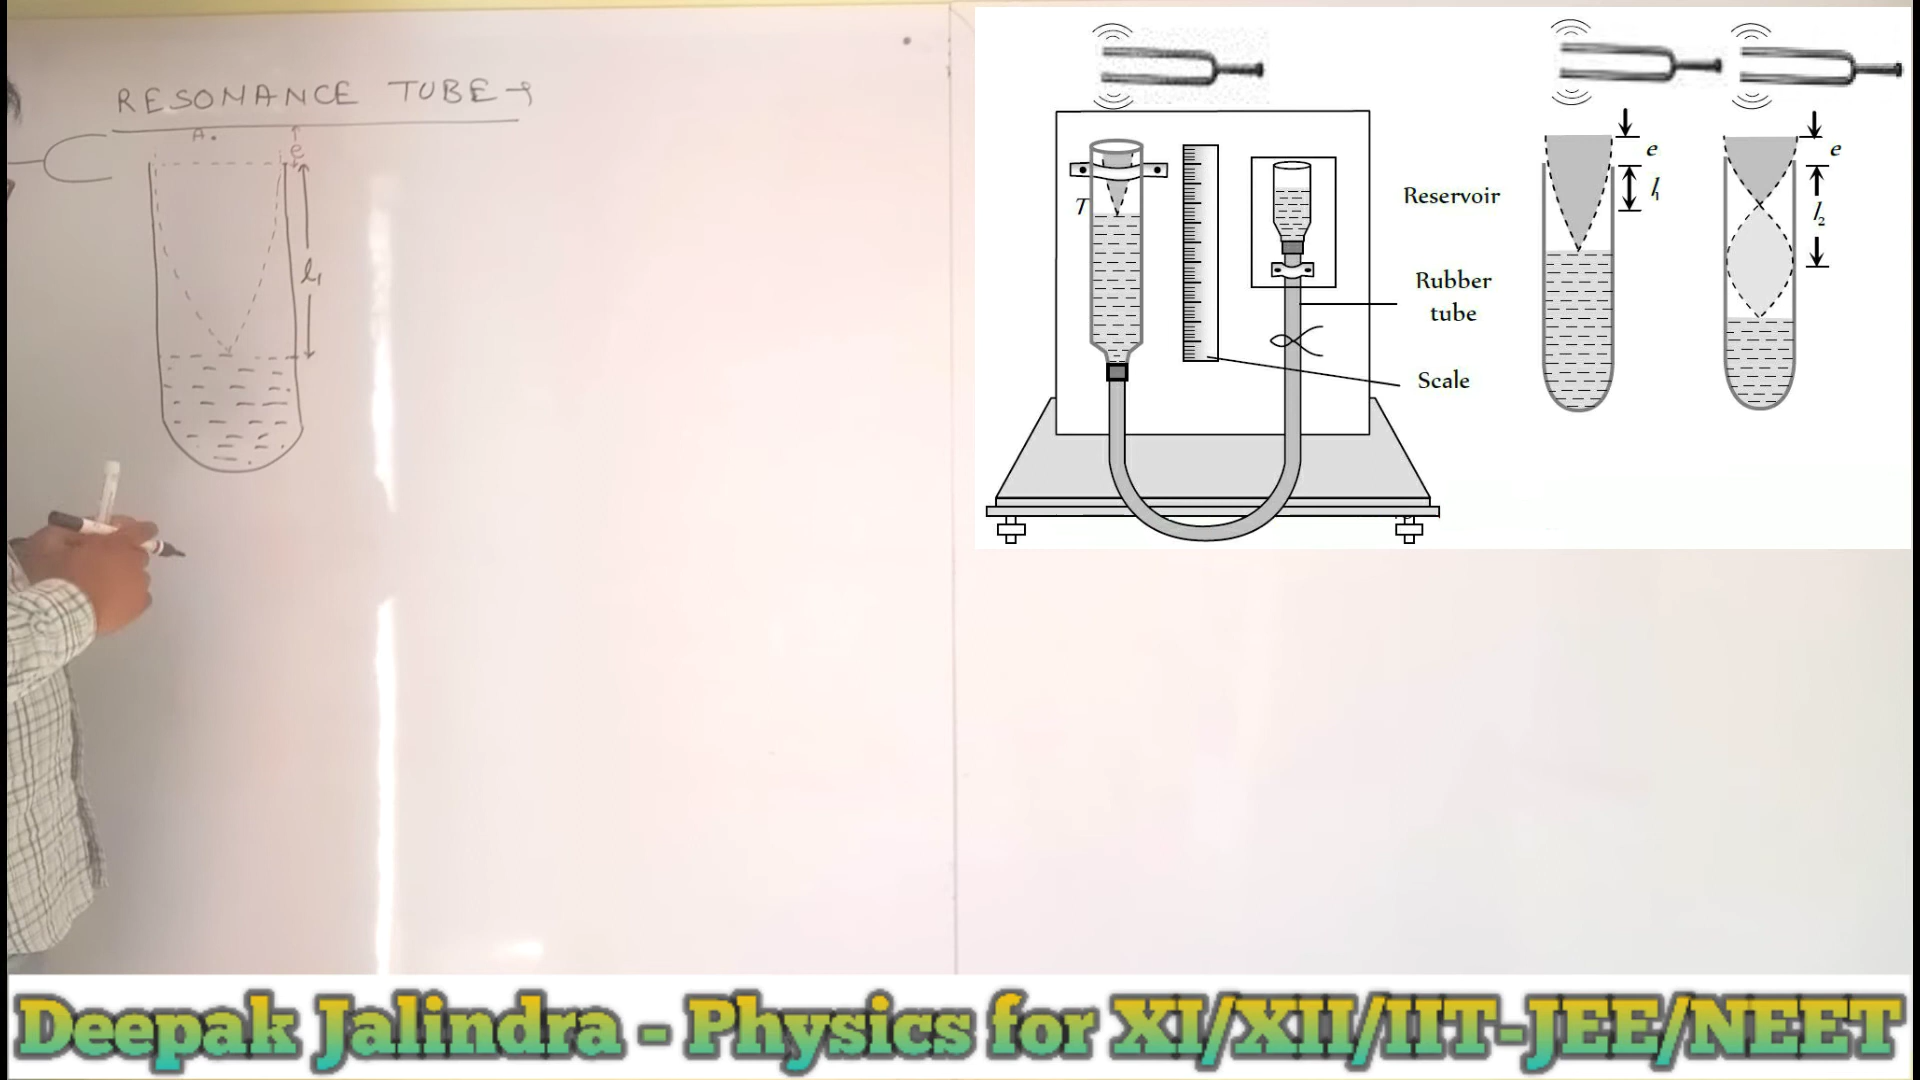 RESONANCE TUBE →
A.
e
l₁
T
Reservoir
Rubber
tube
Scale
e
l₁
e
l₂
Deepak Jalindra - Physics for XI/XII/IIT-JEE/NEET